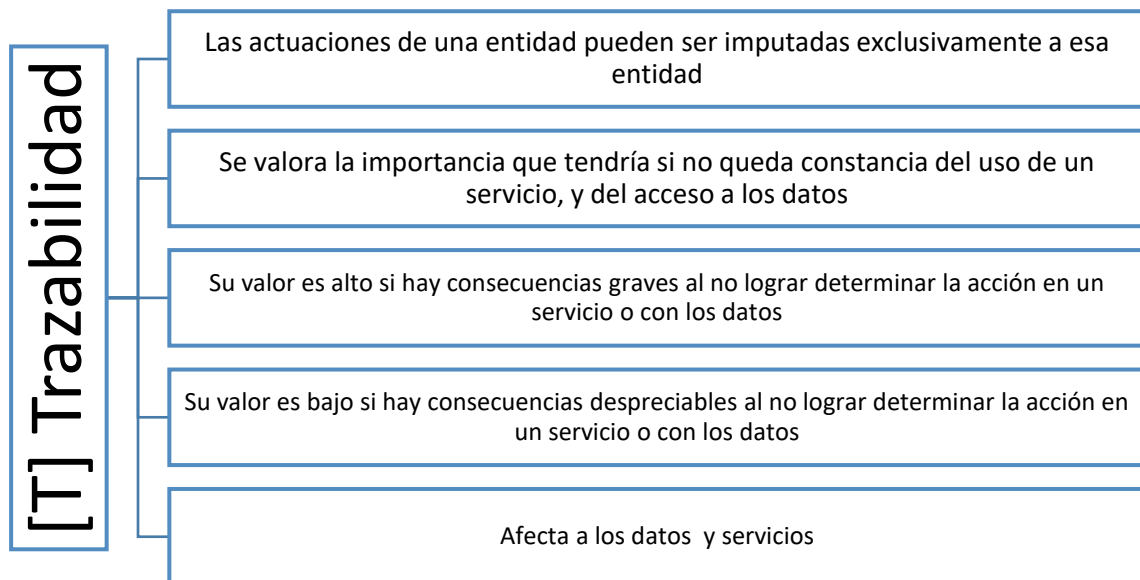 [T] Trazabilidad
Las actuaciones de una entidad pueden ser imputadas exclusivamente a esa
entidad
Se valora la importancia que tendría si no queda constancia del uso de un
servicio, y del acceso a los datos
Su valor es alto si hay consecuencias graves al no lograr determinar la acción en un
servicio o con los datos
Su valor es bajo si hay consecuencias despreciables al no lograr determinar la acción en
un servicio o con los datos
Afecta a los datos y servicios